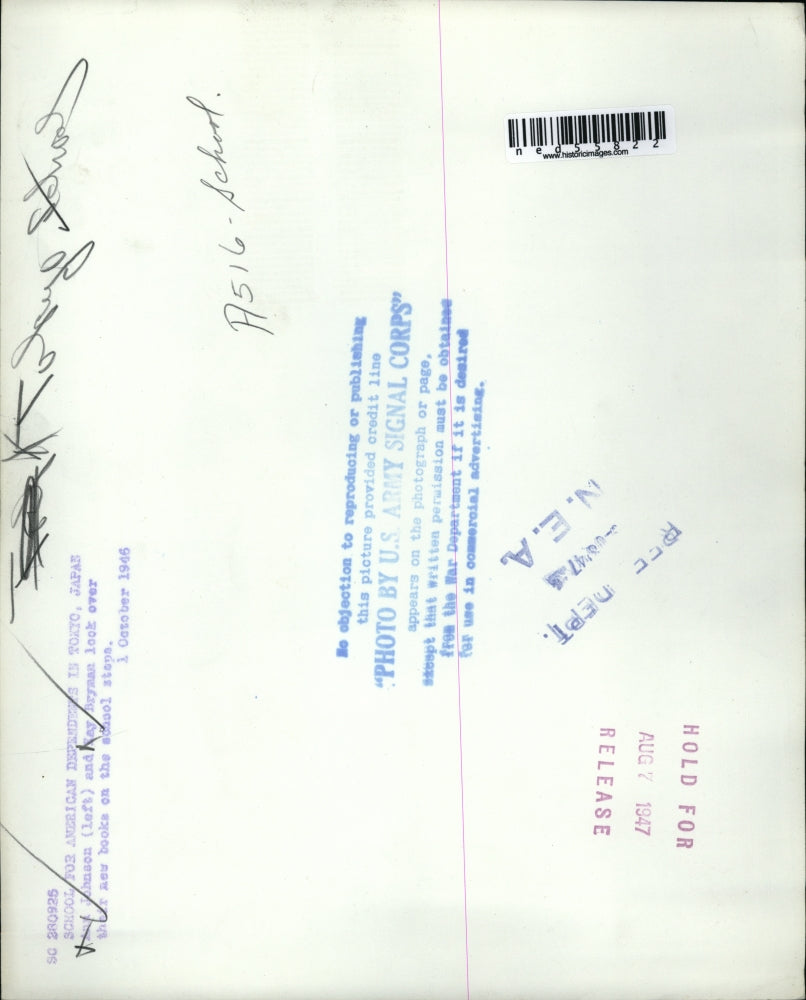 SC 280925
SCHOOL FOR AMERICAN DEPENDENTS IN TOKYO, JAPAN
Johnson (left) and Kay Bryman look over
their new books on the school steps.
1 October 1946
A516 - School.
No objection to reproducing or publishing
this picture provided credit line
"PHOTO BY U.S. ARMY SIGNAL CORPS"
appears on the photograph or page,
except that written permission must be obtained
from the War Department if it is desired
for use in commercial advertising.
N. E. A
DEPT.
HOLD FOR
AUG 7 1947
RELEASE
ned55822
www.historicimages.com